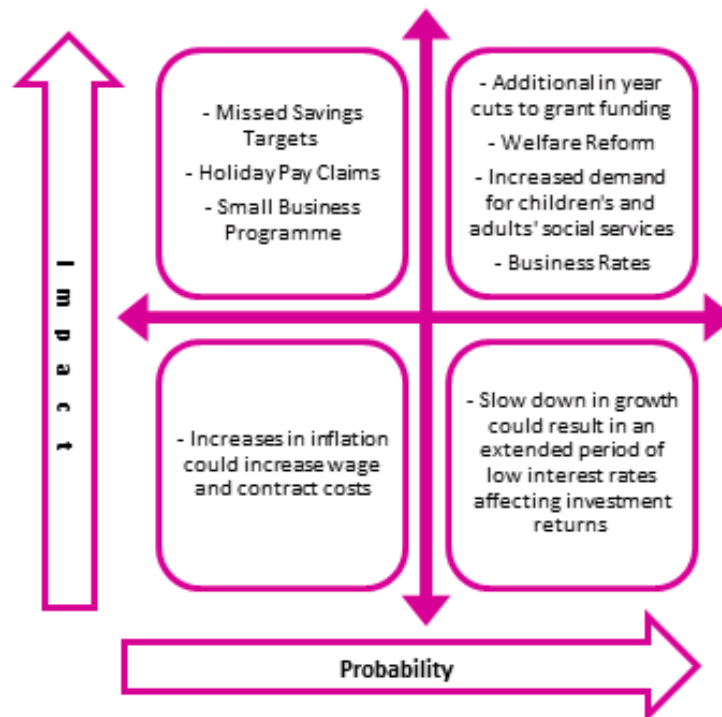 - Missed Savings
Targets
- Holiday Pay Claims
- Small Business
Programme
- Additional in year
cuts to grant funding
- Welfare Reform
- Increased demand
for children's and
adults' social services
- Business Rates
Impact
- Increases in inflation
could increase wage
and contract costs
- Slow down in growth
could result in an
extended period of
low interest rates
affecting investment
returns
Probability